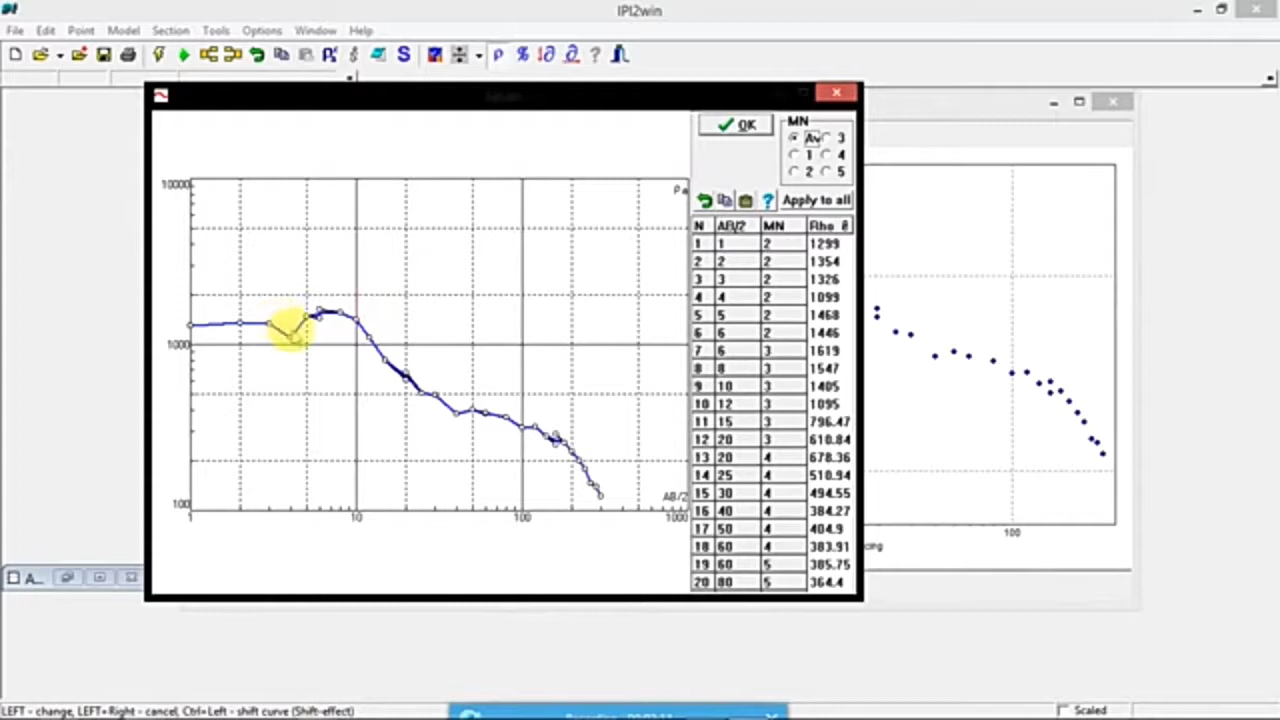 IPI2win
File Edit Point Model Section Tools Options Window Help
OK
MN
Av 3
1 4
2 5
Apply to all
N AB/2 MN Rho_a
1 1 2 1299
2 2 2 1354
3 3 2 1326
4 4 2 1099
5 5 2 1468
6 6 2 1446
7 6 3 1619
8 8 3 1547
9 10 3 1405
10 12 3 1095
11 15 3 796.47
12 20 3 610.84
13 20 4 678.36
14 25 4 510.94
15 30 4 494.55
16 40 4 384.27
17 50 4 404.9
18 60 4 383.91
19 60 5 385.75
20 80 5 364.4
10000
ρa
1000
100
AB/2
1 10 100 1000
100
A...
LEFT - change, LEFT+Right - cancel, Ctrl+Left - shift curve (Shift-effect)
Scaled